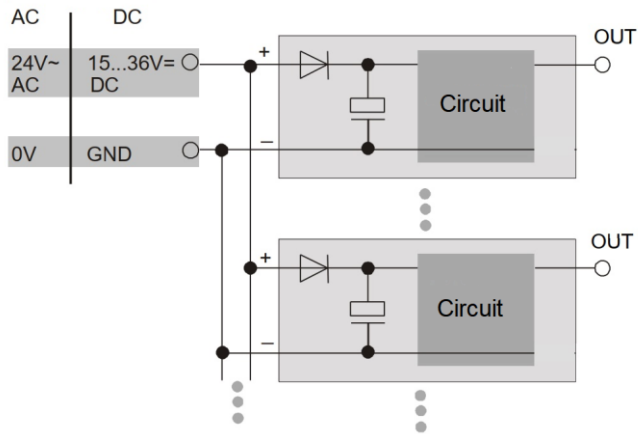 AC DC
24V~ 15...36V=
AC DC
0V GND
+
−
Circuit
OUT
+
−
Circuit
OUT